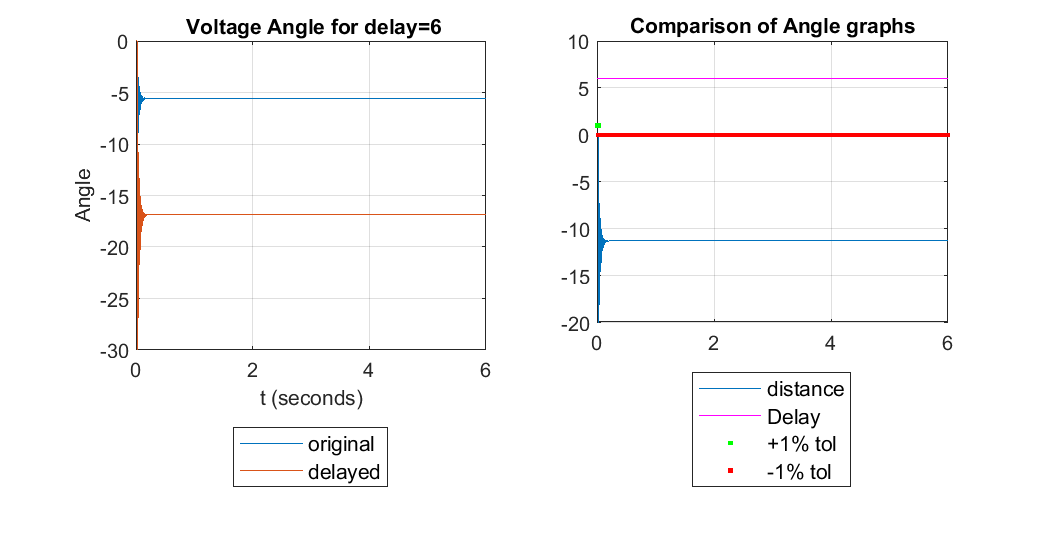 Voltage Angle for delay=6
0
-5
-10
-15
-20
-25
-30
Angle
0 2 4 6
t (seconds)
original
delayed
Comparison of Angle graphs
10
5
0
-5
-10
-15
-20
0 2 4 6
distance
Delay
+1% tol
-1% tol